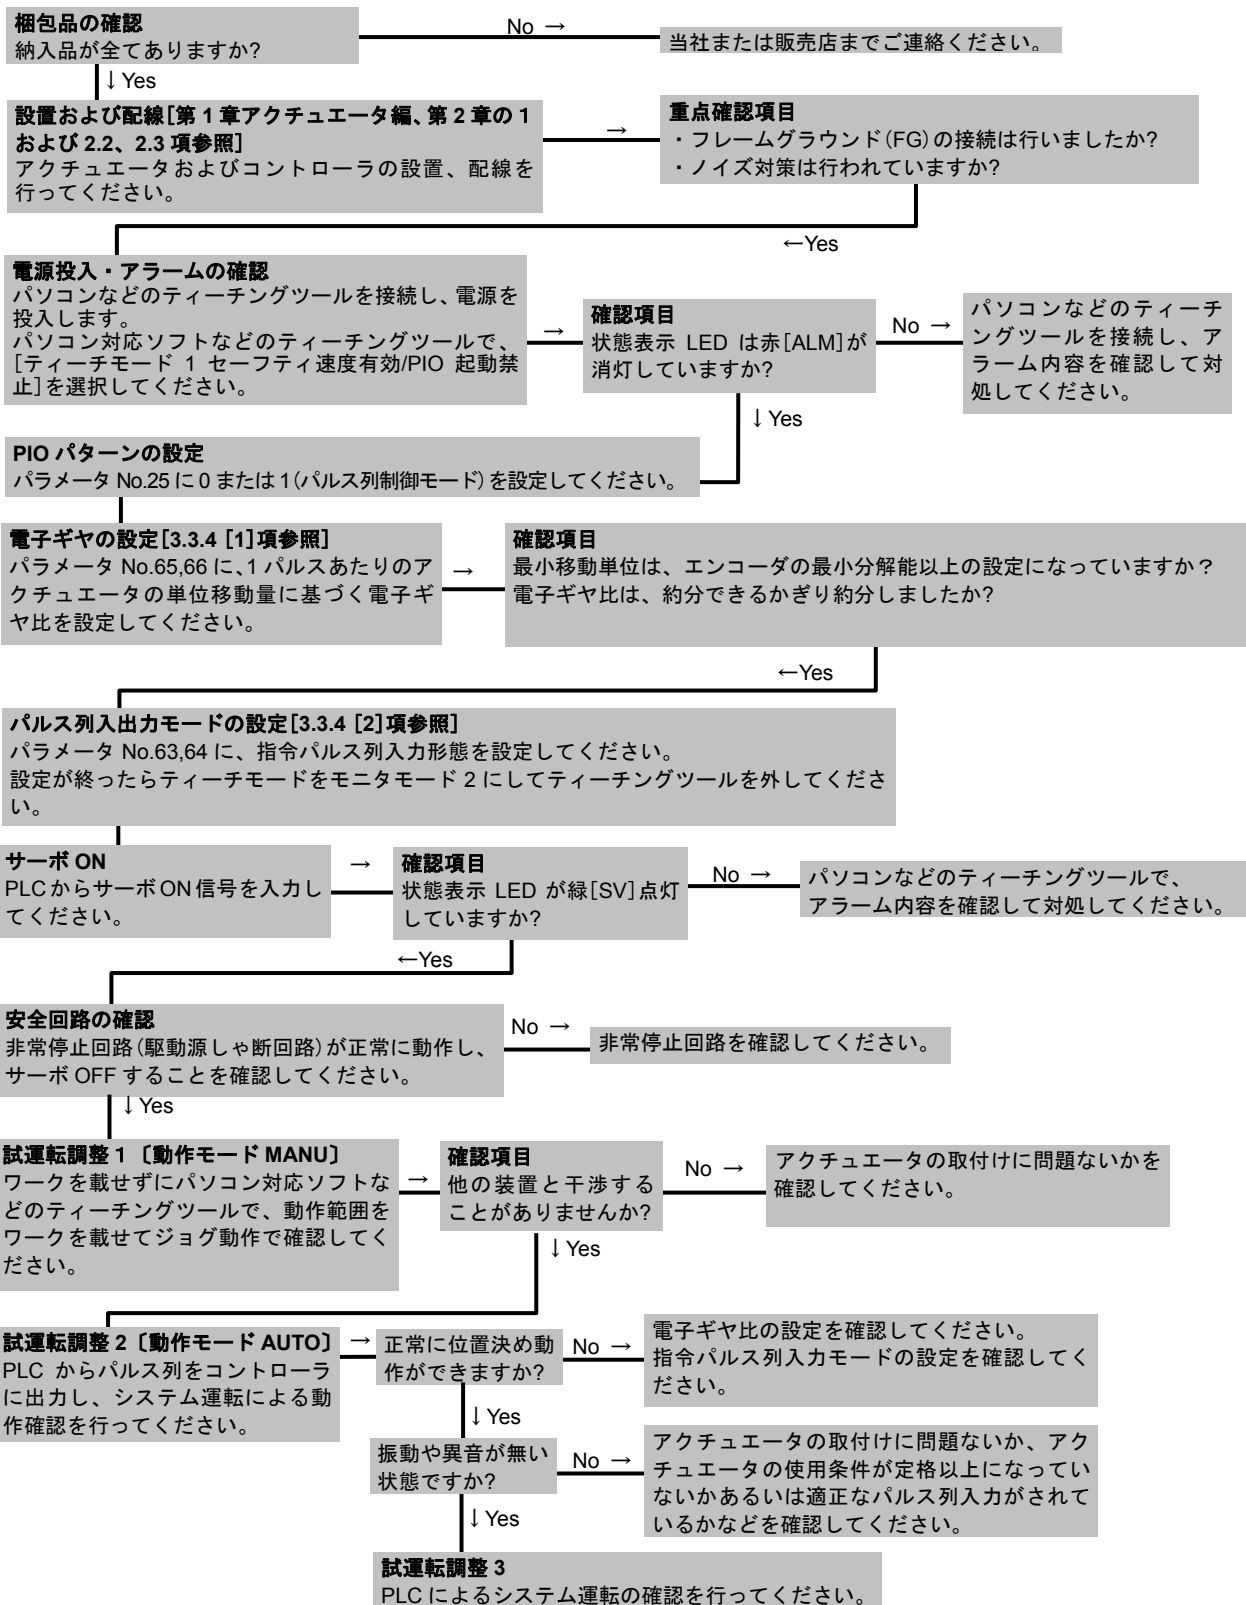 梱包品の確認
納入品が全てありますか?
No →
当社または販売店までご連絡ください。
↓Yes
設置および配線[第1章アクチュエータ編、第2章の1
および2.2、2.3項参照]
アクチュエータおよびコントローラの設置、配線を
行ってください。
→
重点確認項目
・フレームグラウンド(FG)の接続は行いましたか?
・ノイズ対策は行われていますか?
←Yes
電源投入・アラームの確認
パソコンなどのティーチングツールを接続し、電源を
投入します。
パソコン対応ソフトなどのティーチングツールで、
[ティーチモード 1 セーフティ速度有効/PIO 起動禁
止]を選択してください。
→
確認項目
状態表示 LED は赤[ALM]が
消灯していますか?
No →
パソコンなどのティーチ
ングツールを接続し、ア
ラーム内容を確認して対
処してください。
↓Yes
PIO パターンの設定
パラメータ No.25 に 0 または 1(パルス列制御モード)を設定してください。
電子ギヤの設定[3.3.4 [1]項参照]
パラメータ No.65,66 に、1 パルスあたりのア
クチュエータの単位移動量に基づく電子ギ
ヤ比を設定してください。
→
確認項目
最小移動単位は、エンコーダの最小分解能以上の設定になっていますか?
電子ギヤ比は、約分できるかぎり約分しましたか?
←Yes
パルス列入出力モードの設定[3.3.4 [2]項参照]
パラメータ No.63,64 に、指令パルス列入力形態を設定してください。
設定が終ったらティーチモードをモニタモード 2 にしてティーチングツールを外してくださ
い。
サーボ ON
PLCからサーボON信号を入力し
てください。
→
確認項目
状態表示 LED が緑[SV]点灯
していますか?
No →
パソコンなどのティーチングツールで、
アラーム内容を確認して対処してください。
←Yes
安全回路の確認
非常停止回路(駆動源しゃ断回路)が正常に動作し、
サーボ OFF することを確認してください。
No →
非常停止回路を確認してください。
↓Yes
試運転調整 1 〔動作モード MANU〕
ワークを載せずにパソコン対応ソフトな
どのティーチングツールで、動作範囲を
ワークを載せてジョグ動作で確認してく
ださい。
→
確認項目
他の装置と干渉する
ことがありませんか?
No →
アクチュエータの取付けに問題ないかを
確認してください。
↓Yes
試運転調整 2〔動作モード AUTO〕
PLC からパルス列をコントローラ
に出力し、システム運転による動
作確認を行ってください。
→
正常に位置決め動
作ができますか?
No →
電子ギヤ比の設定を確認してください。
指令パルス列入力モードの設定を確認してく
ださい。
↓Yes
振動や異音が無い
状態ですか?
No →
アクチュエータの取付けに問題ないか、アク
チュエータの使用条件が定格以上になってい
ないかあるいは適正なパルス列入力がされて
いるかなどを確認してください。
↓Yes
試運転調整 3
PLC によるシステム運転の確認を行ってください。